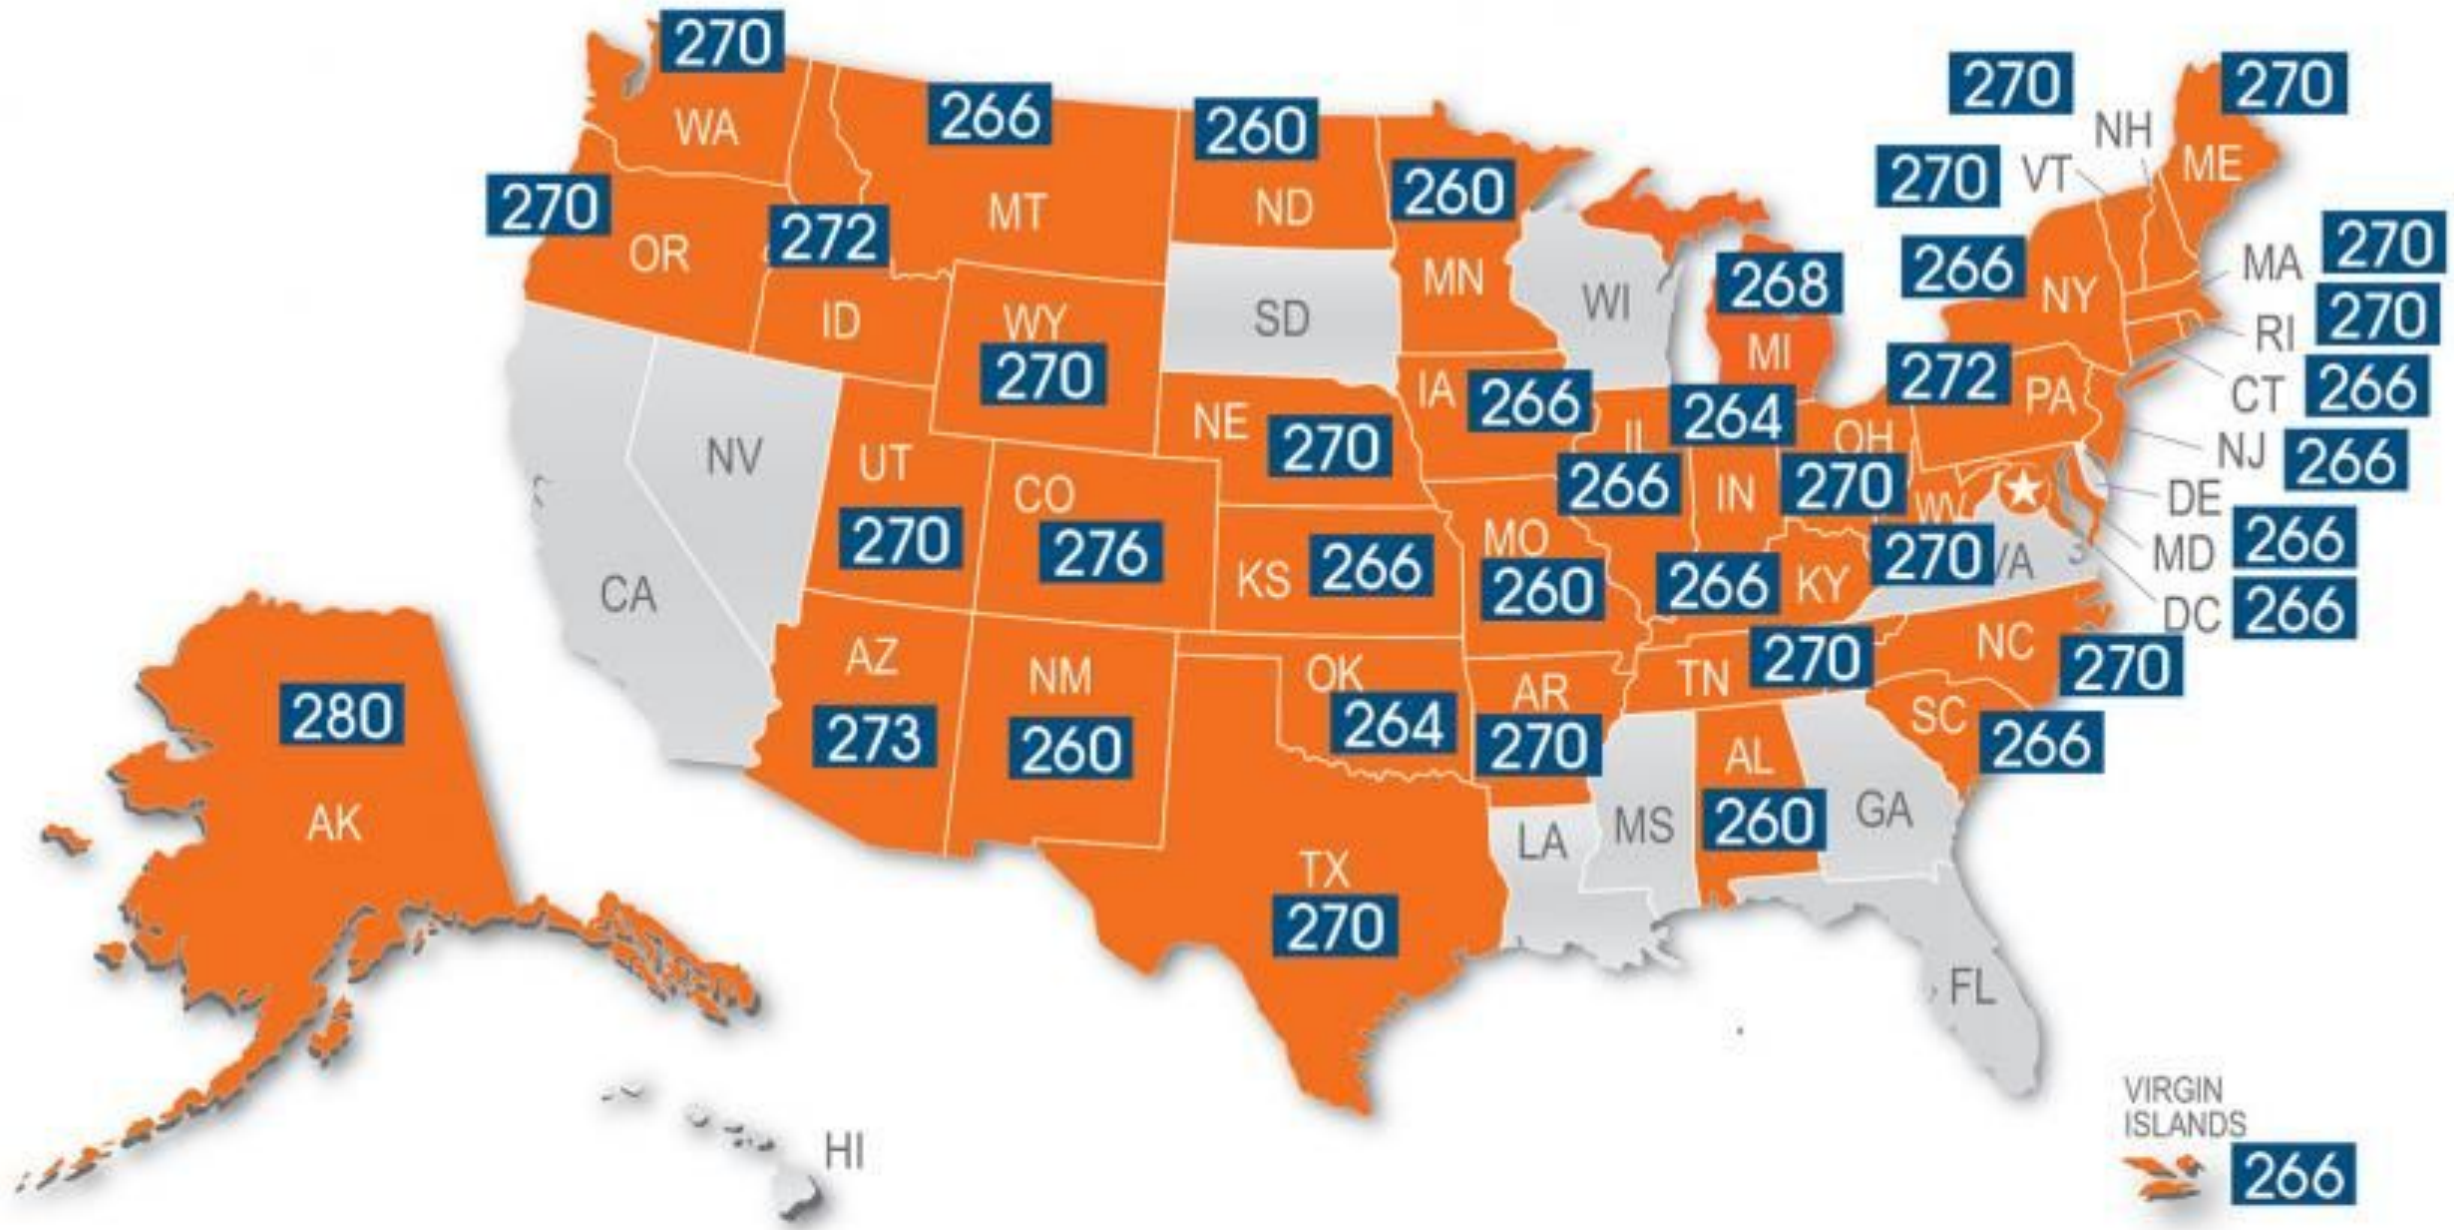 270
WA
266
MT
260
ND
260
MN
270
OR
272
ID
WY
270
SD
WI
268
MI
270
NH
270
ME
270
VT
266
NY
MA
270
RI
270
CT
266
NJ
266
DE
MD
266
DC
266
272
PA
IA
266
NE
270
IL
266
264
IN
OH
270
WV
270
VA
NV
CA
UT
270
CO
276
KS
266
MO
260
266
KY
AZ
273
NM
260
OK
264
AR
270
TN
270
NC
270
SC
266
AL
260
GA
MS
LA
TX
270
FL
280
AK
HI
VIRGIN
ISLANDS
266